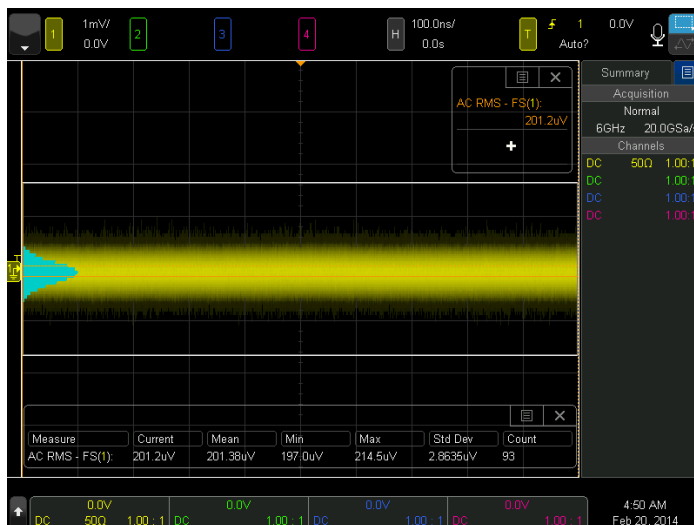 1 1mV/ 0.0V 2 3 4 H 100.0ns/ 0.0s T 1 0.0V Auto?
Summary
Acquisition
Normal
6GHz 20.0GSa/s
Channels
DC 50Ω 1.00:1
DC 1.00:1
DC 1.00:1
DC 1.00:1
AC RMS - FS(1):
201.2uV
T
1
Measure Current Mean Min Max Std Dev Count
AC RMS - FS(1): 201.2uV 201.38uV 197.0uV 214.5uV 2.8635uV 93
0.0V 0.0V 0.0V 0.0V
DC 50Ω 1.00 : 1 DC 1.00 : 1 DC 1.00 : 1 DC 1.00 : 1
4:50 AM
Feb 20, 2014